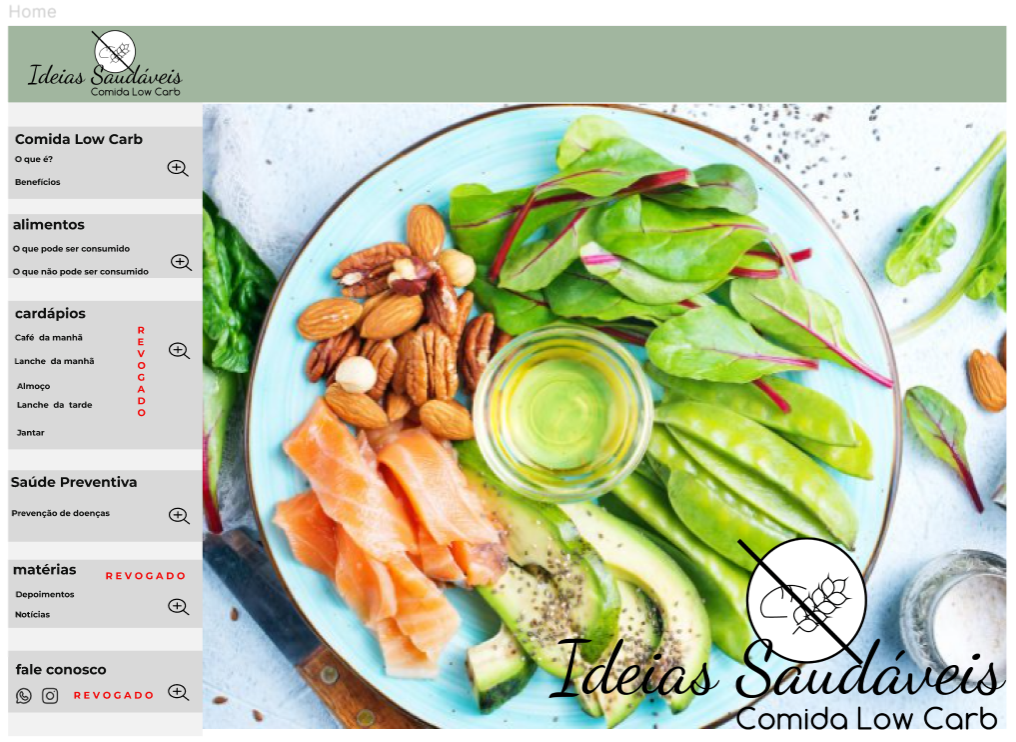 Home
Ideias Saudáveis
Comida Low Carb
Comida Low Carb
O que é?
Benefícios
alimentos
O que pode ser consumido
O que não pode ser consumido
cardápios
Café da manhã
Lanche da manhã
Almoço
Lanche da tarde
Jantar
REVOGADO
Saúde Preventiva
Prevenção de doenças
matérias
REVOGADO
Depoimentos
Notícias
fale conosco
REVOGADO
Ideias Saudáveis
Comida Low Carb